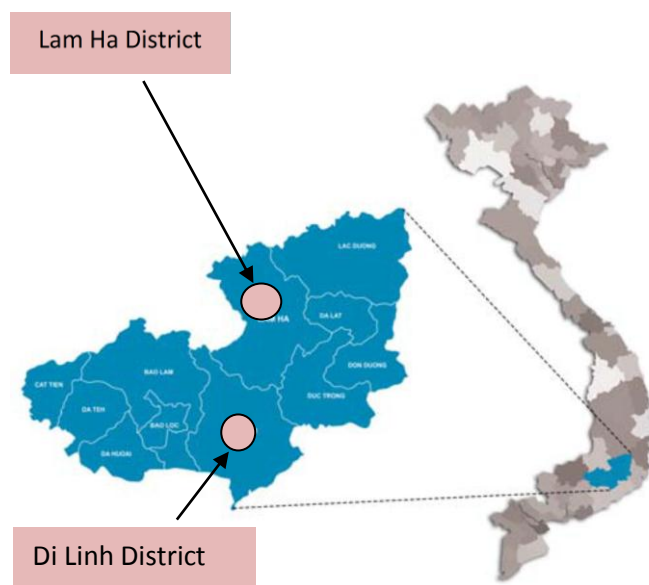 Lam Ha District
LAC DUONG
HA
DA LAT
DON DUONG
BAO LAM
CAT TIEN
DUC TRONG
DA TEH
BAO LOC
DA HUOAI
Di Linh District